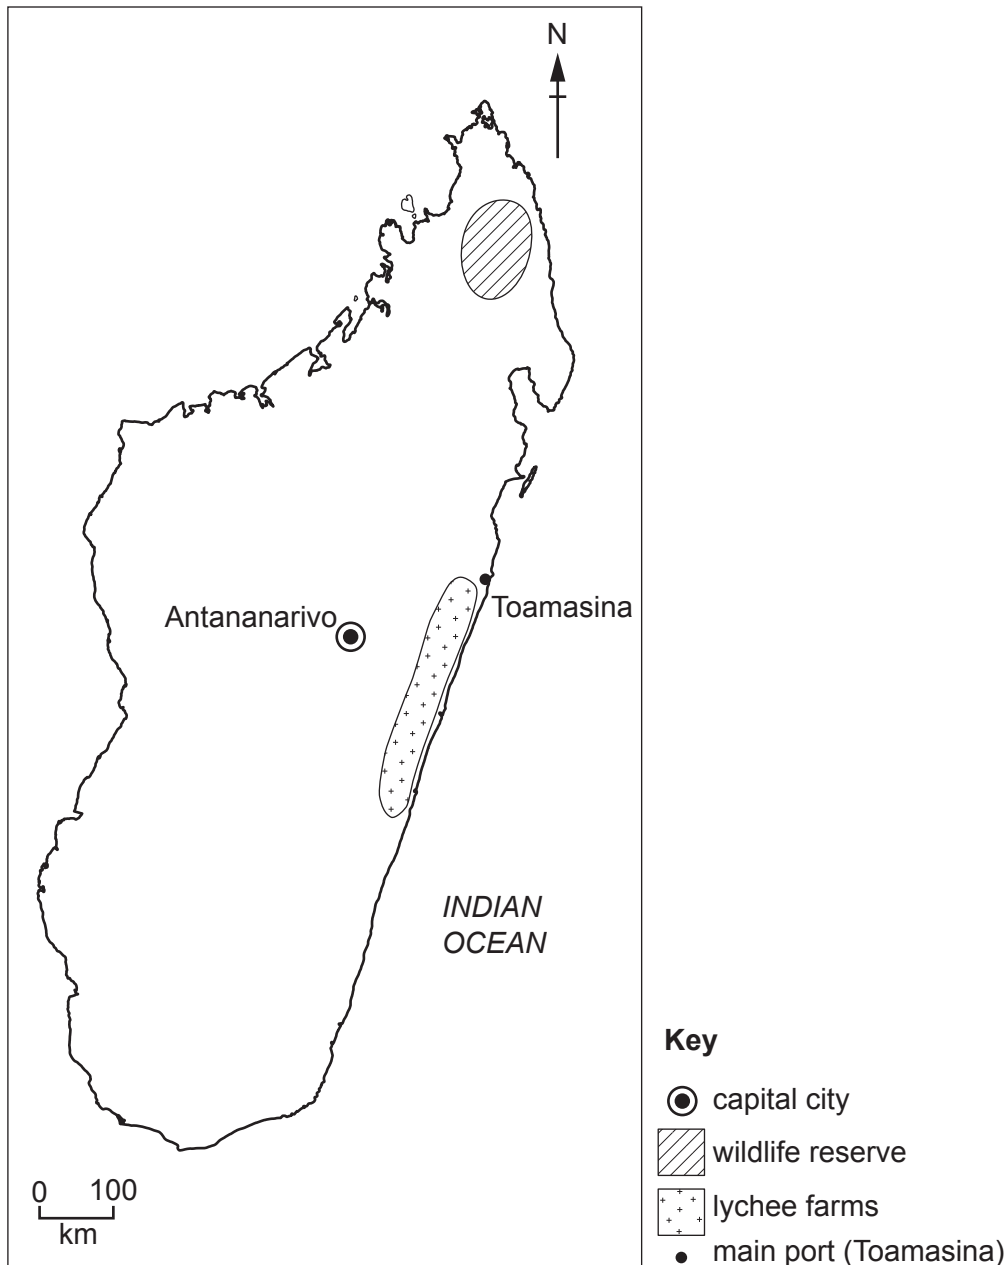 N
Antananarivo
Toamasina
INDIAN
OCEAN
0 100
km
Key
capital city
wildlife reserve
lychee farms
main port (Toamasina)